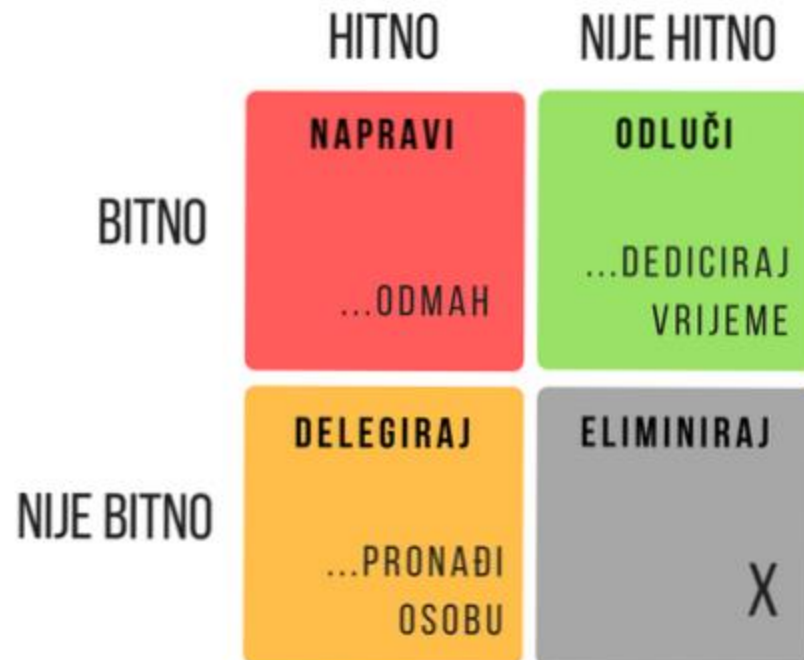 HITNO
NIJE HITNO
BITNO
NAPRAVI
...ODMAH
ODLUČI
...DEDICIRAJ
VRIJEME
NIJE BITNO
DELEGIRAJ
...PRONAĐI
OSOBU
ELIMINIRAJ
X